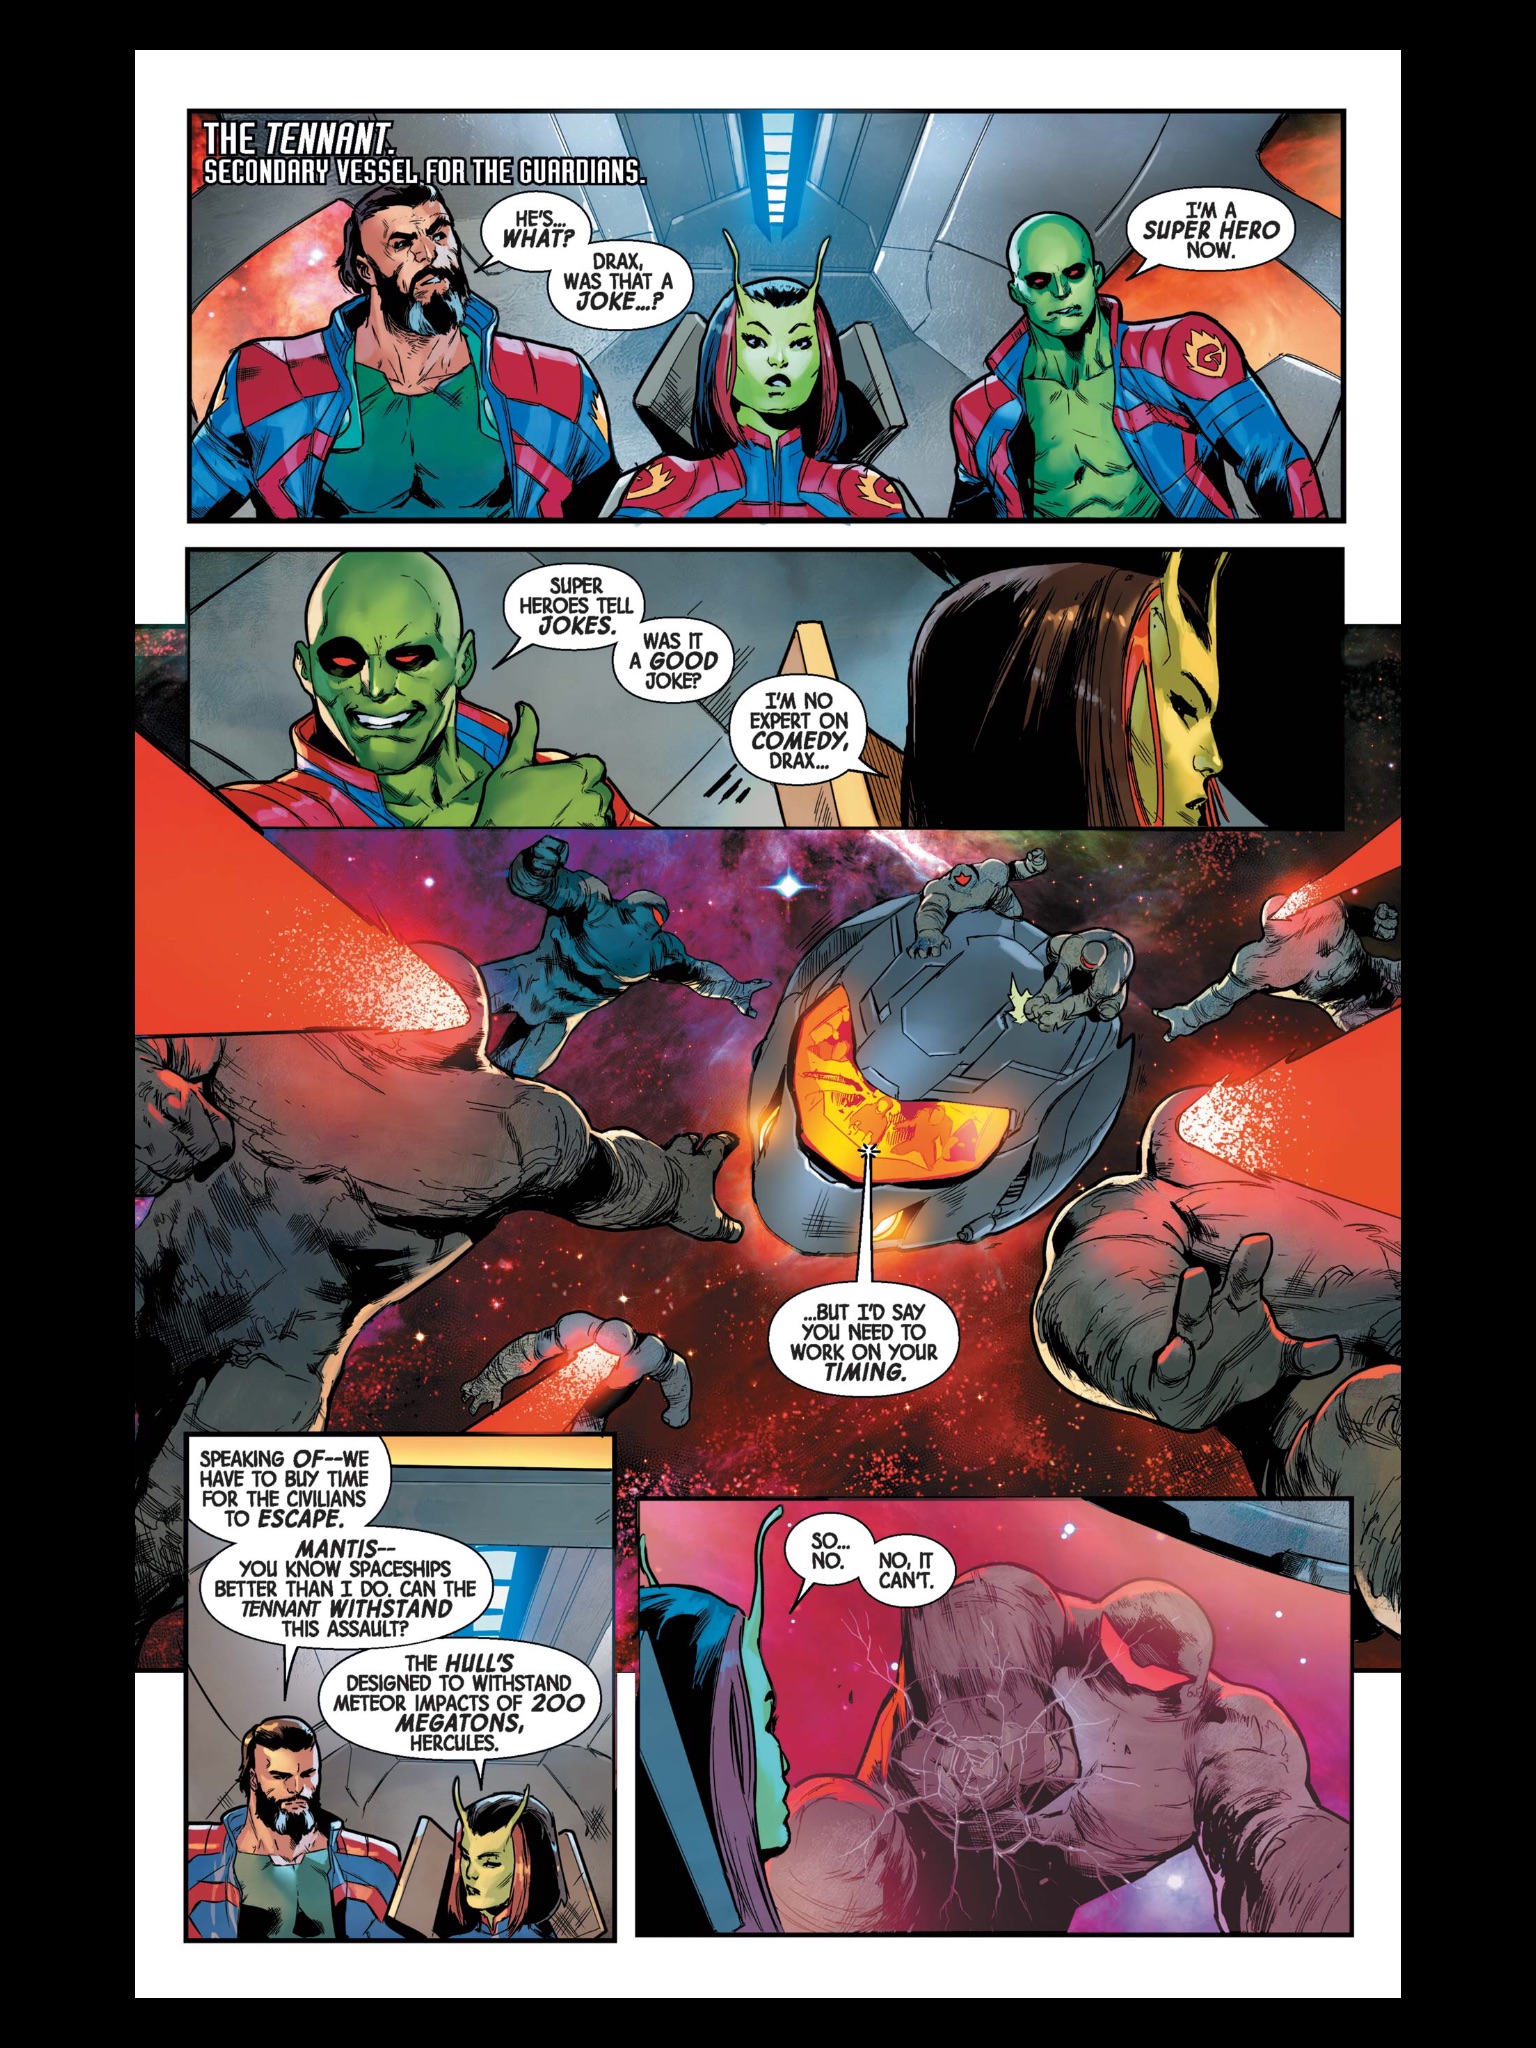 THE TENNANT.
SECONDARY VESSEL FOR THE GUARDIANS.
HE'S...
WHAT?
DRAX,
WAS THAT A
JOKE...?
I'M A
SUPER HERO
NOW.
SUPER
HEROES TELL
JOKES.
WAS IT
A GOOD
JOKE?
I'M NO
EXPERT ON
COMEDY,
DRAX...
...BUT I'D SAY
YOU NEED TO
WORK ON YOUR
TIMING.
SPEAKING OF--WE
HAVE TO BUY TIME
FOR THE CIVILIANS
TO ESCAPE.
MANTIS--
YOU KNOW SPACESHIPS
BETTER THAN I DO. CAN THE
TENNANT WITHSTAND
THIS ASSAULT?
THE HULL'S
DESIGNED TO WITHSTAND
METEOR IMPACTS OF 200
MEGATONS,
HERCULES.
SO...
NO.
NO, IT
CAN'T.